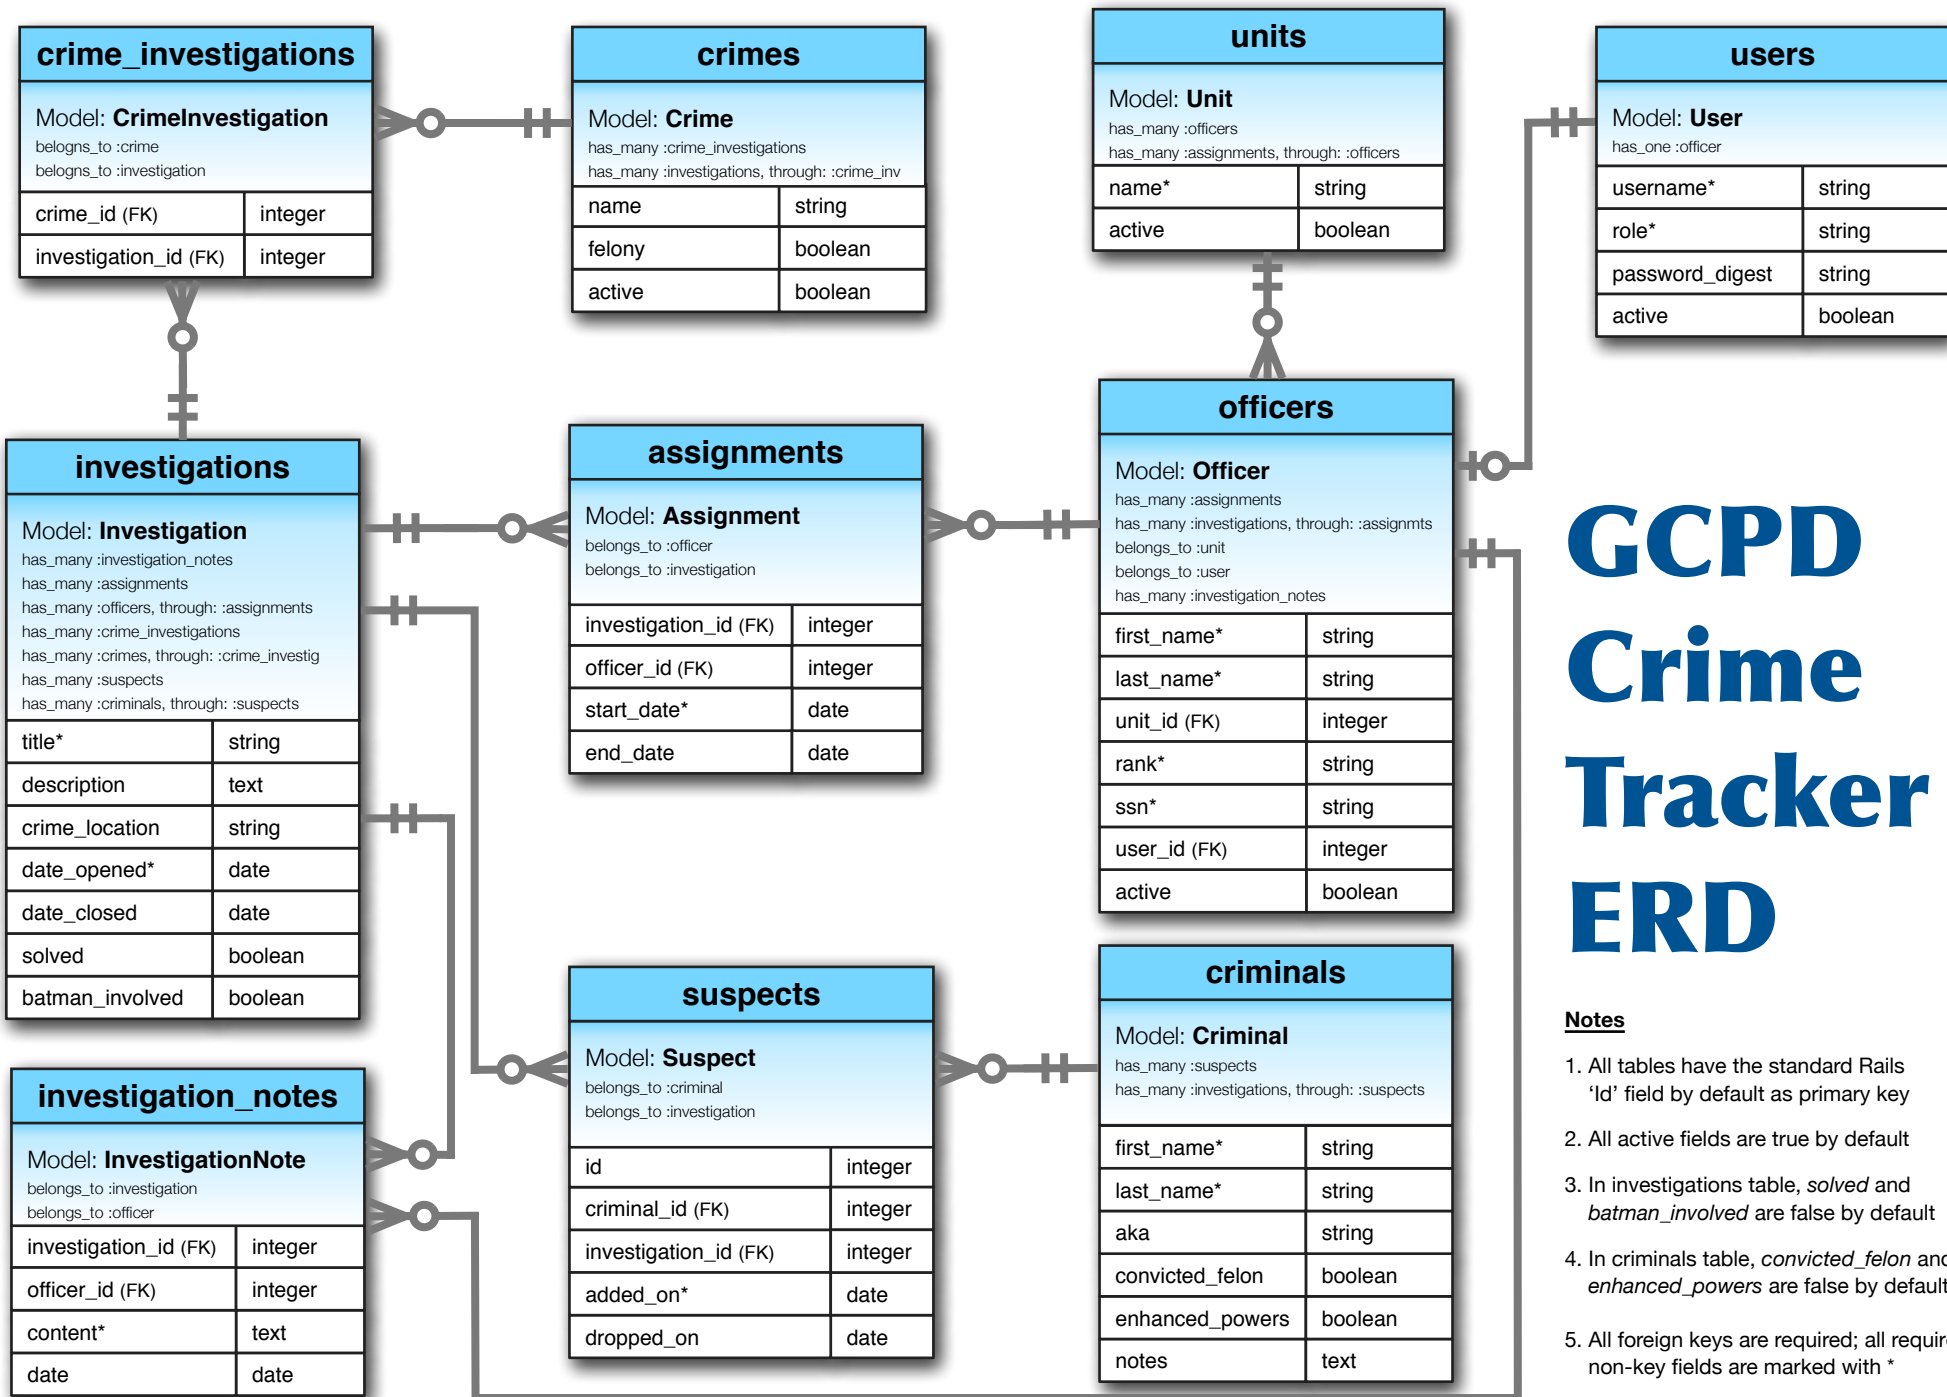 crime_investigations
Model: CrimeInvestigation
belogns_to :crime
belogns_to :investigation
crime_id (FK) integer
investigation_id (FK) integer
crimes
Model: Crime
has_many :crime_investigations
has_many :investigations, through: :crime_inv
name string
felony boolean
active boolean
units
Model: Unit
has_many :officers
has_many :assignments, through: :officers
name* string
active boolean
users
Model: User
has_one :officer
username* string
role* string
password_digest string
active boolean
investigations
Model: Investigation
has_many :investigation_notes
has_many :assignments
has_many :officers, through: :assignments
has_many :crime_investigations
has_many :crimes, through: :crime_investig
has_many :suspects
has_many :criminals, through: :suspects
title* string
description text
crime_location string
date_opened* date
date_closed date
solved boolean
batman_involved boolean
assignments
Model: Assignment
belongs_to :officer
belongs_to :investigation
investigation_id (FK) integer
officer_id (FK) integer
start_date* date
end_date date
officers
Model: Officer
has_many :assignments
has_many :investigations, through: :assignmts
belongs_to :unit
belongs_to :user
has_many :investigation_notes
first_name* string
last_name* string
unit_id (FK) integer
rank* string
ssn* string
user_id (FK) integer
active boolean
GCPD
Crime
Tracker
ERD
investigation_notes
Model: InvestigationNote
belongs_to :investigation
belongs_to :officer
investigation_id (FK) integer
officer_id (FK) integer
content* text
date date
suspects
Model: Suspect
belongs_to :criminal
belongs_to :investigation
id integer
criminal_id (FK) integer
investigation_id (FK) integer
added_on* date
dropped_on date
criminals
Model: Criminal
has_many :suspects
has_many :investigations, through: :suspects
first_name* string
last_name* string
aka string
convicted_felon boolean
enhanced_powers boolean
notes text
Notes
1. All tables have the standard Rails
‘Id’ field by default as primary key
2. All active fields are true by default
3. In investigations table, solved and
batman_involved are false by default
4. In criminals table, convicted_felon and
enhanced_powers are false by default
5. All foreign keys are required; all
non-key fields are marked with *